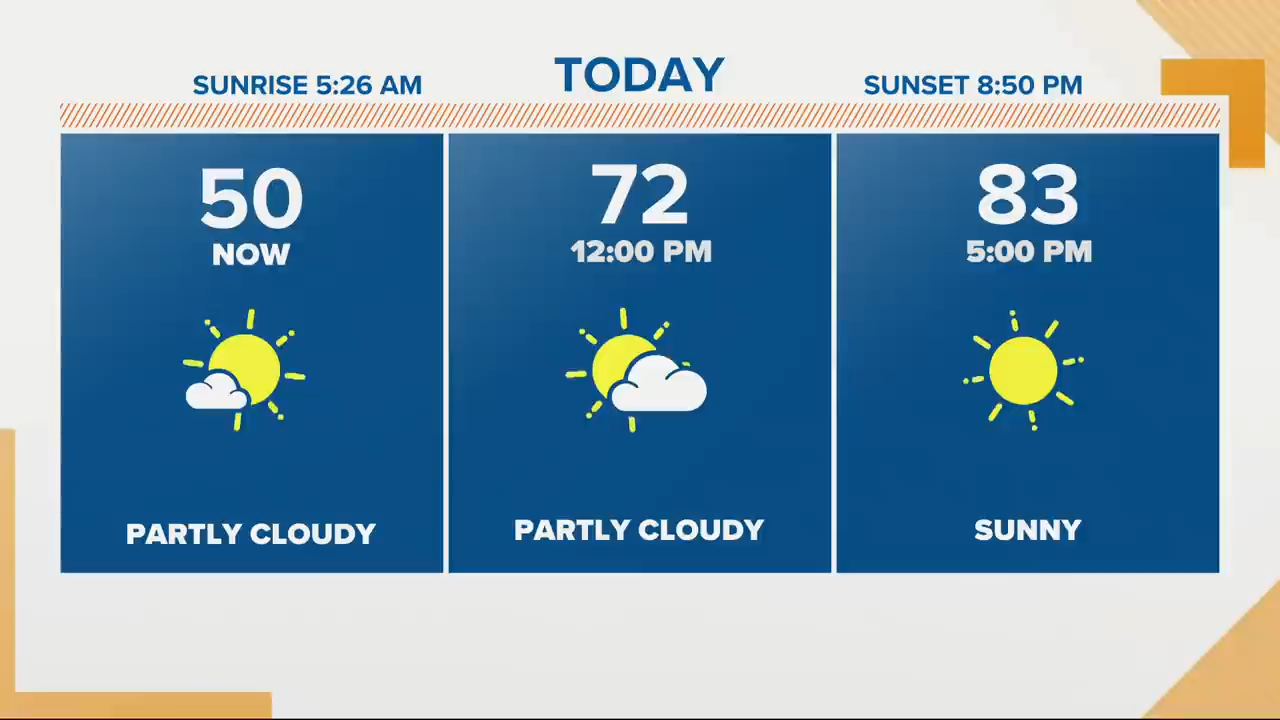 SUNRISE 5:26 AM
TODAY
SUNSET 8:50 PM
50
NOW
PARTLY CLOUDY
72
12:00 PM
PARTLY CLOUDY
83
5:00 PM
SUNNY